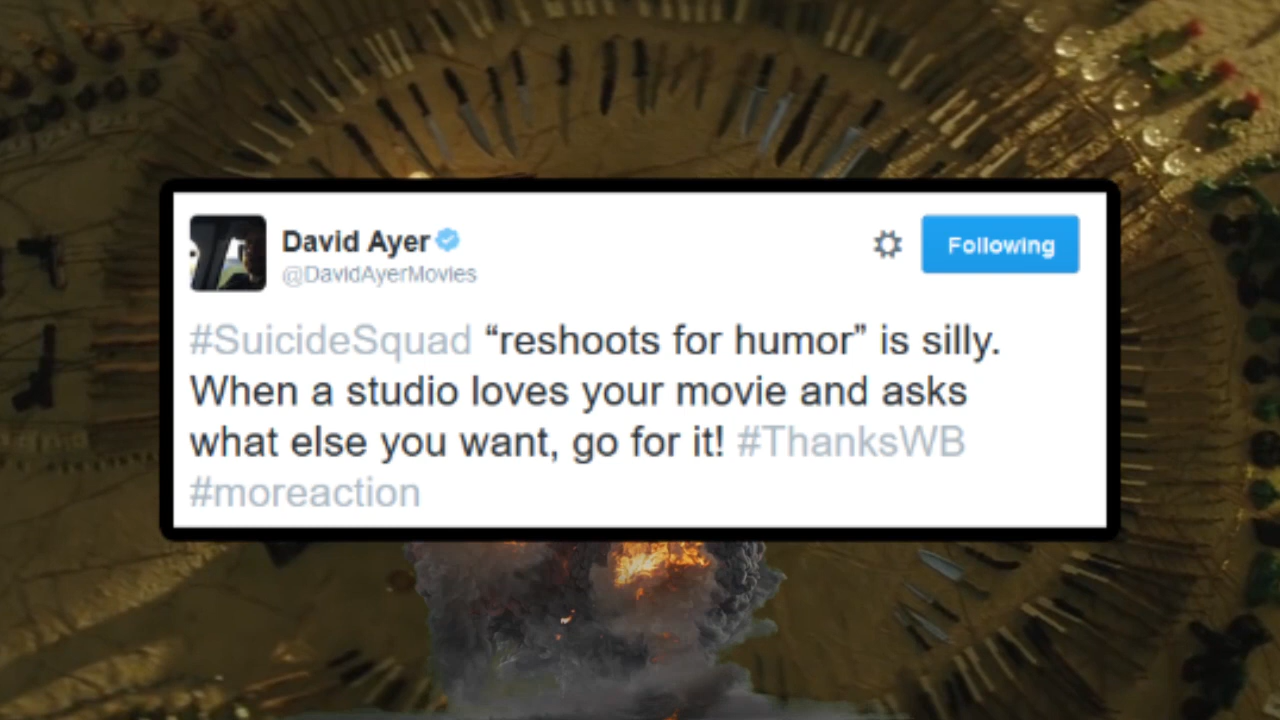 David Ayer
@DavidAyerMovies
Following
#SuicideSquad “reshoots for humor” is silly.
When a studio loves your movie and asks
what else you want, go for it! #ThanksWB
#moreaction